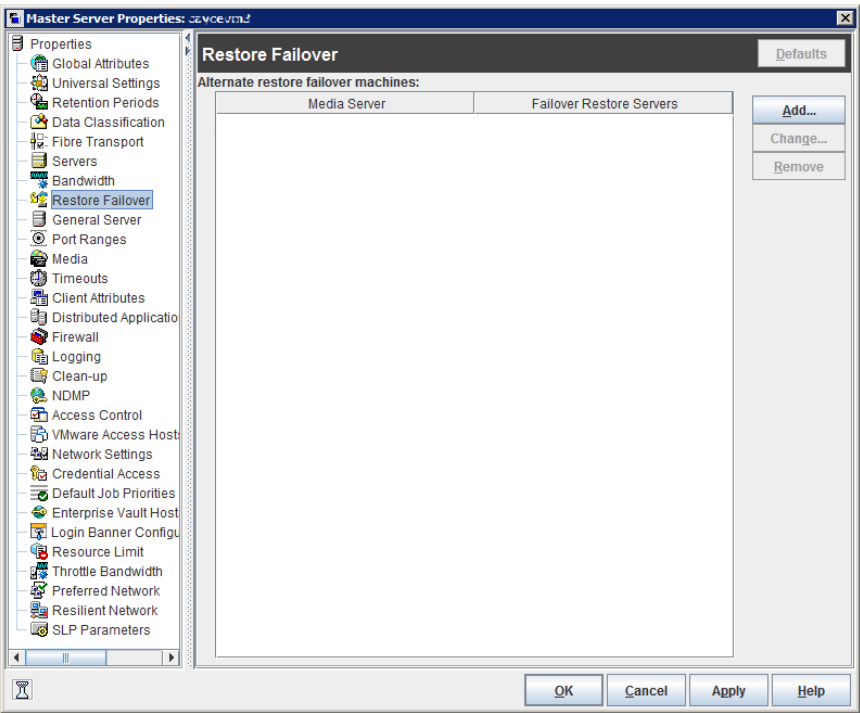 Master Server Properties:
Properties
Global Attributes
Universal Settings
Retention Periods
Data Classification
Fibre Transport
Servers
Bandwidth
Restore Failover
General Server
Port Ranges
Media
Timeouts
Client Attributes
Distributed Applicatio
Firewall
Logging
Clean-up
NDMP
Access Control
VMware Access Hosts
Network Settings
Credential Access
Default Job Priorities
Enterprise Vault Host
Login Banner Configu
Resource Limit
Throttle Bandwidth
Preferred Network
Resilient Network
SLP Parameters
Restore Failover
Defaults
Alternate restore failover machines:
Media Server Failover Restore Servers
Add...
Change...
Remove
OK Cancel Apply Help